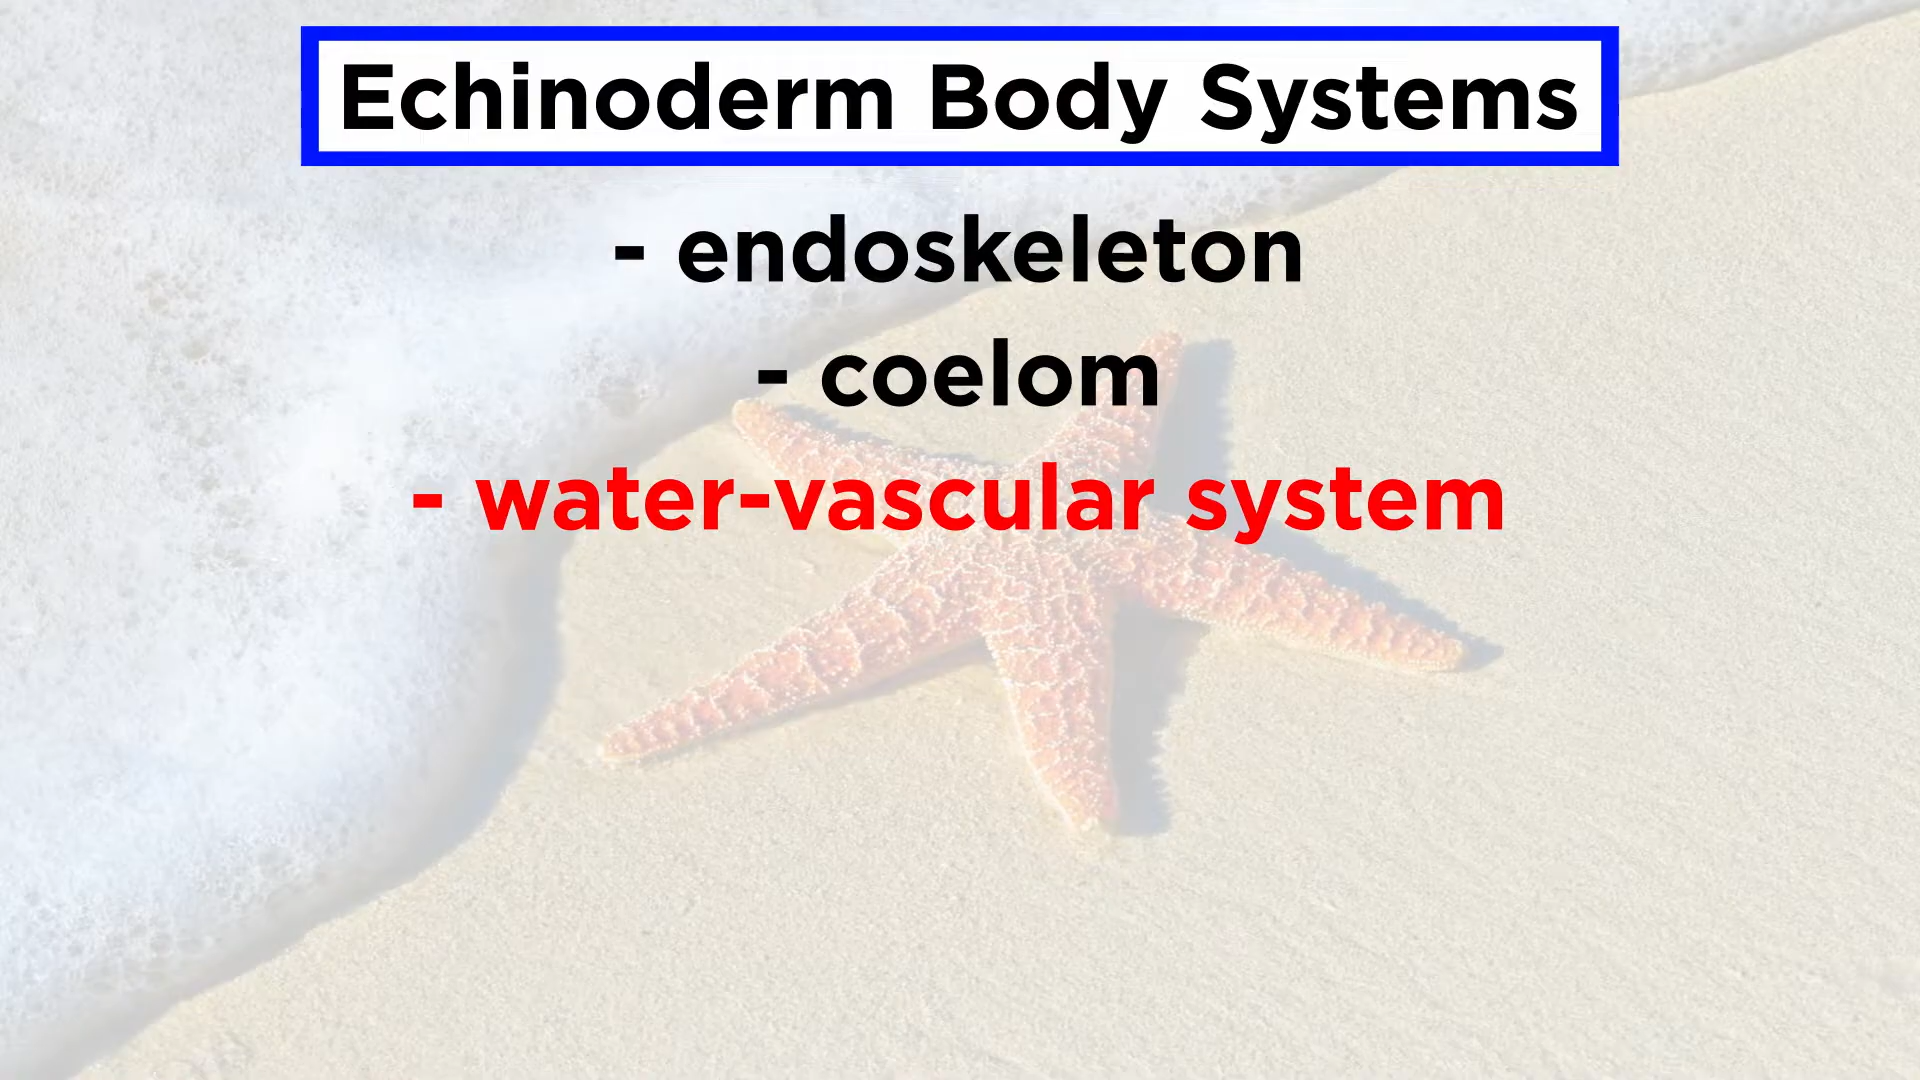 Echinoderm Body Systems
- endoskeleton
- coelom
- water-vascular system